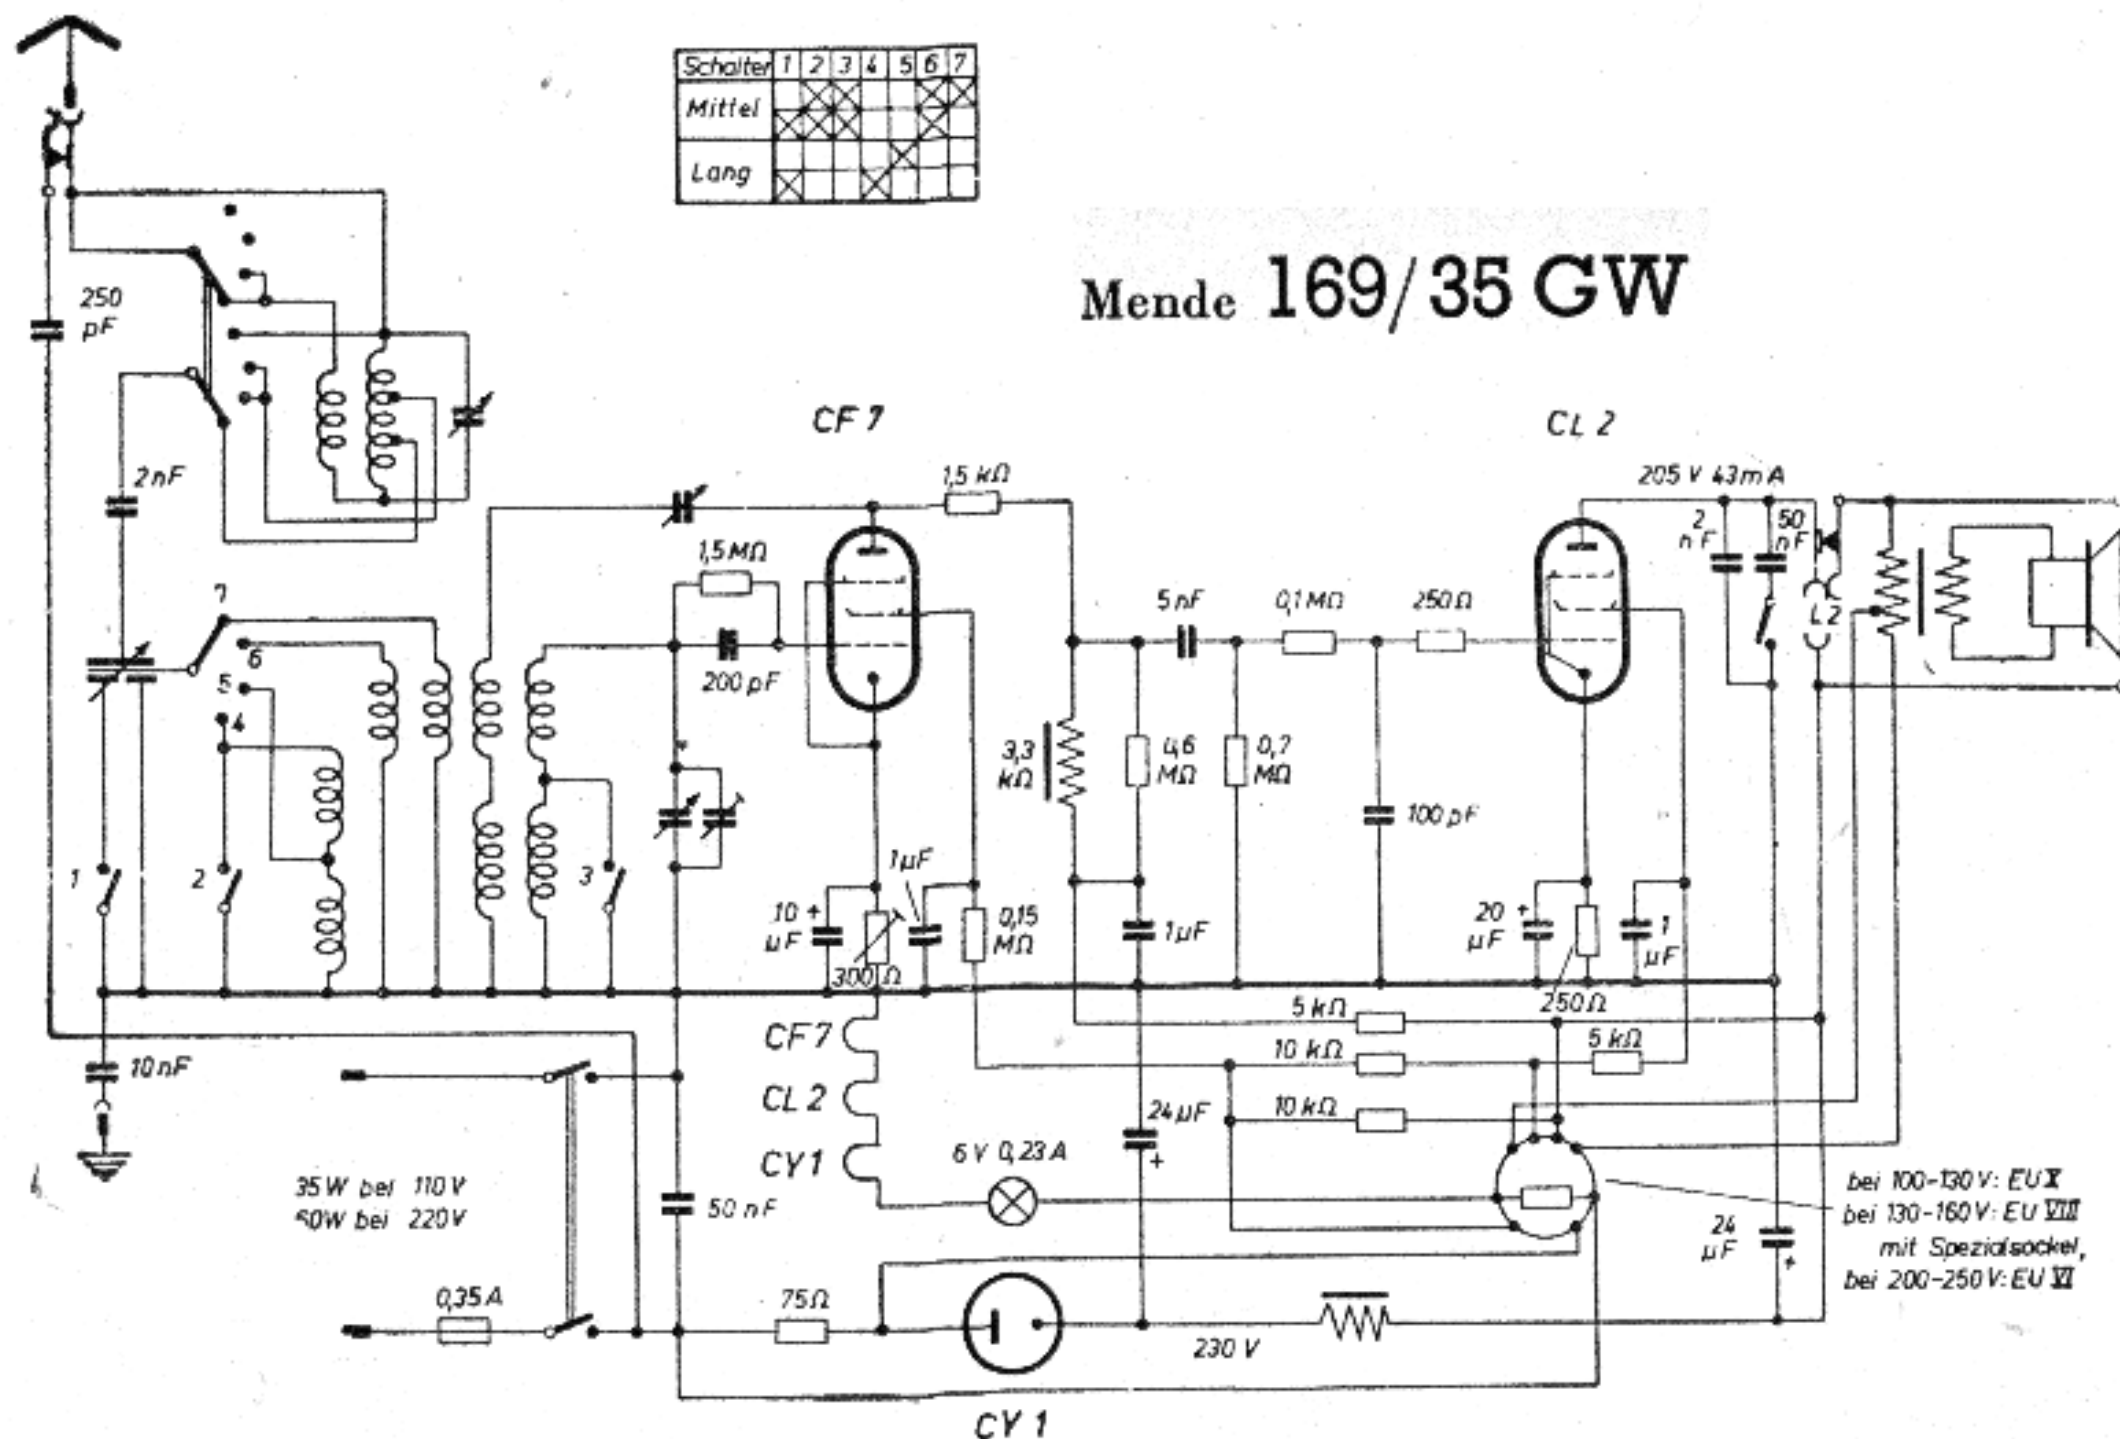 Schalter 1 2 3 4 5 6 7
Mittel
Lang
Mende 169/35 GW
250 pF
2 nF
CF 7
CL 2
1,5 kΩ
205 V 43 mA
2 nF
50 nF
1,5 MΩ
200 pF
5 nF
0,1 MΩ
250 Ω
L 2
7
6
5
4
3,3 kΩ
0,6 MΩ
0,7 MΩ
100 pF
1
2
3
10 + µF
300 Ω
1 µF
0,15 MΩ
1 µF
20 + µF
250 Ω
1 µF
10 nF
CF 7
CL 2
CY 1
5 kΩ
10 kΩ
5 kΩ
10 kΩ
24 µF
+
6 V 0,23 A
35 W bei 110 V
60 W bei 220 V
50 nF
0,35 A
75 Ω
230 V
24 µF
+
bei 100-130 V: EU X
bei 130-160 V: EU VIII
mit Spezialsockel,
bei 200-250 V: EU VI
CY 1